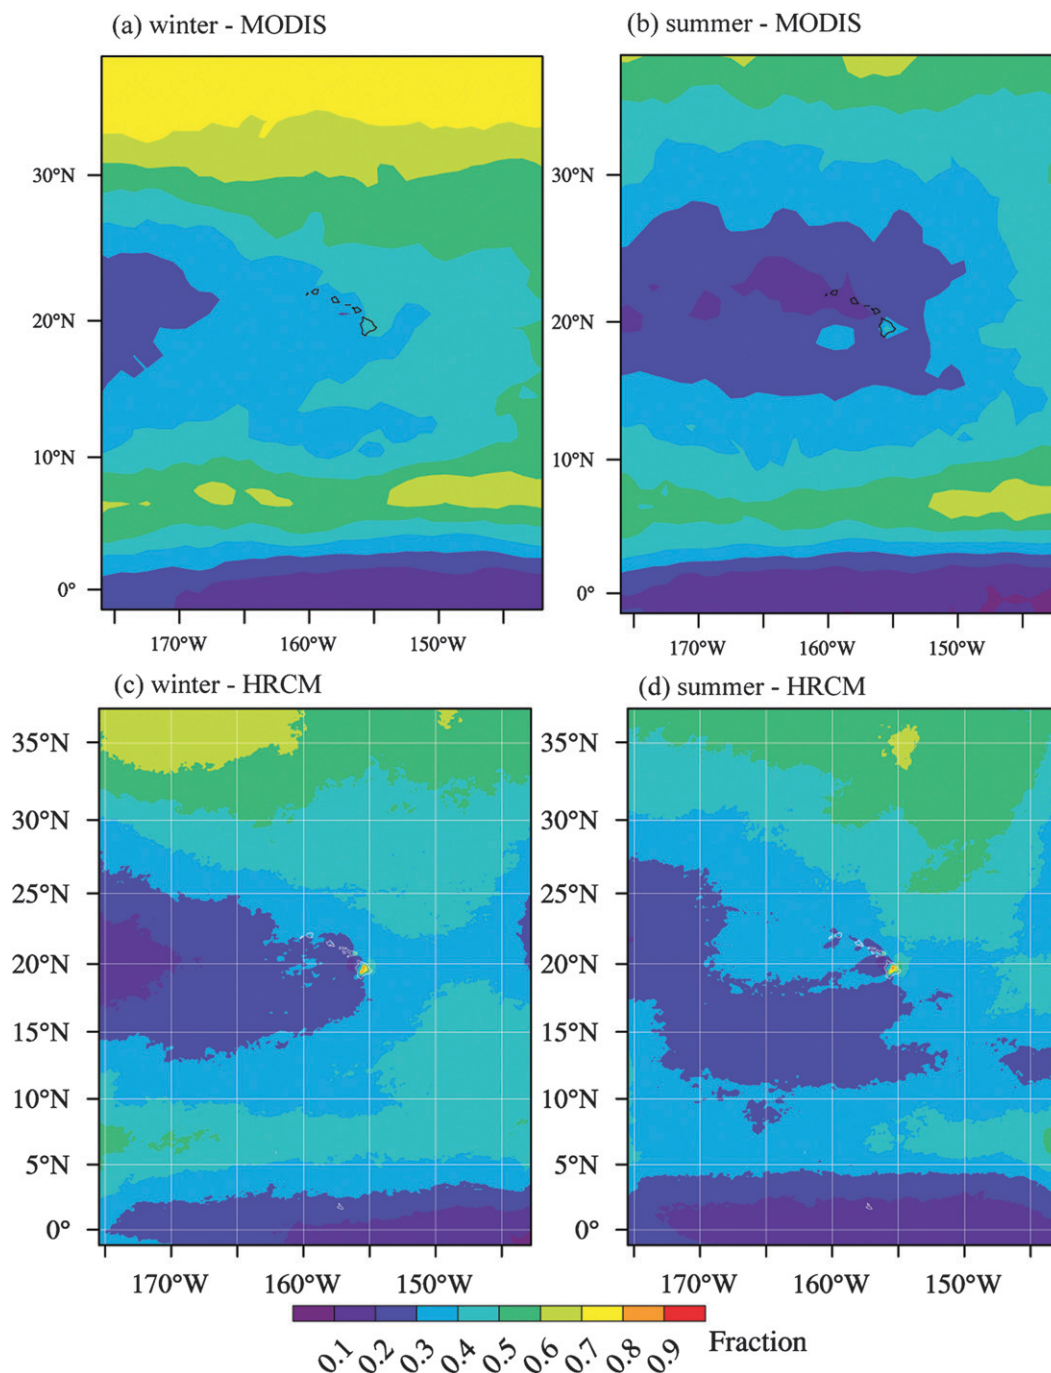 (a) winter - MODIS
(b) summer - MODIS
30°N
20°N
10°N
0°
170°W 160°W 150°W
30°N
20°N
10°N
0°
170°W 160°W 150°W
(c) winter - HRCM
(d) summer - HRCM
35°N
30°N
25°N
20°N
15°N
10°N
5°N
0°
170°W 160°W 150°W
35°N
30°N
25°N
20°N
15°N
10°N
5°N
0°
170°W 160°W 150°W
0.1 0.2 0.3 0.4 0.5 0.6 0.7 0.8 0.9 Fraction